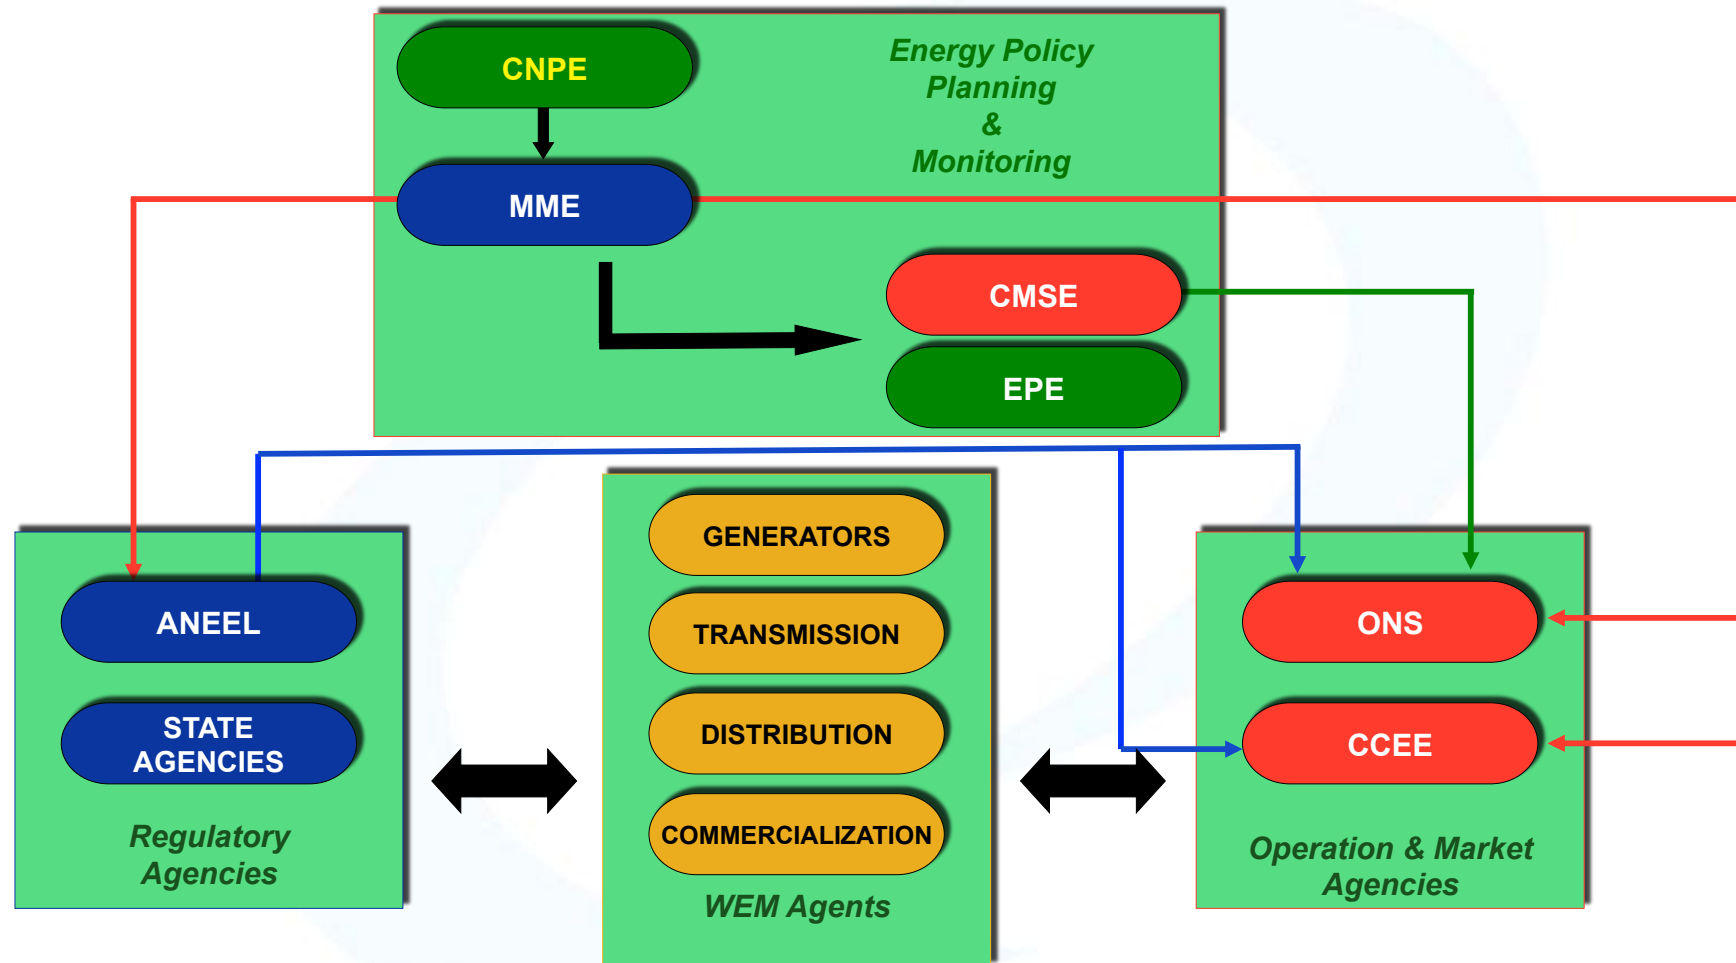 CNPE
Energy Policy
Planning
&
Monitoring
MME
CMSE
EPE
ANEEL
STATE
AGENCIES
Regulatory
Agencies
GENERATORS
TRANSMISSION
DISTRIBUTION
COMMERCIALIZATION
WEM Agents
ONS
CCEE
Operation & Market
Agencies